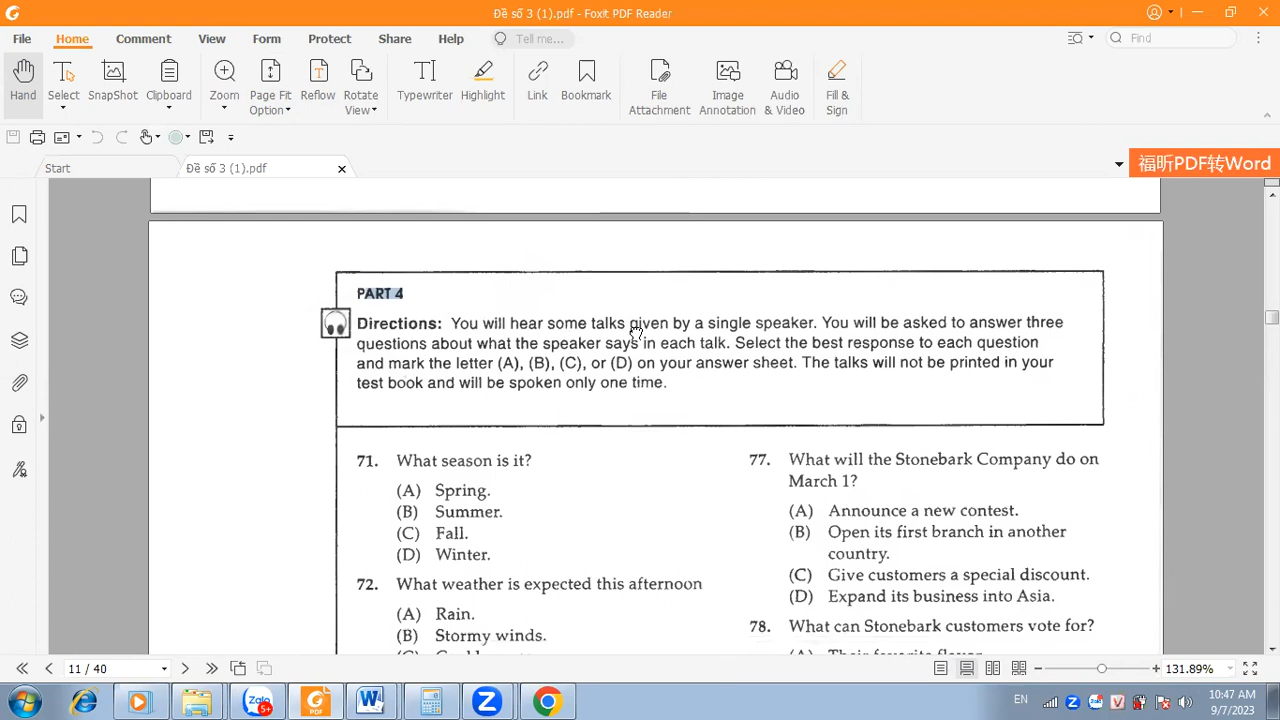 Đề số 3 (1).pdf - Foxit PDF Reader
File Home Comment View Form Protect Share Help Tell me... Find
Hand Select SnapShot Clipboard Zoom Page Fit Option Reflow Rotate View Typewriter Highlight Link Bookmark File Attachment Image Annotation Audio & Video Fill & Sign
Start Đề số 3 (1).pdf 福昕PDF转Word
PART 4
Directions: You will hear some talks given by a single speaker. You will be asked to answer three
questions about what the speaker says in each talk. Select the best response to each question
and mark the letter (A), (B), (C), or (D) on your answer sheet. The talks will not be printed in your
test book and will be spoken only one time.
71. What season is it?
(A) Spring.
(B) Summer.
(C) Fall.
(D) Winter.
72. What weather is expected this afternoon
(A) Rain.
(B) Stormy winds.
77. What will the Stonebark Company do on
March 1?
(A) Announce a new contest.
(B) Open its first branch in another
country.
(C) Give customers a special discount.
(D) Expand its business into Asia.
78. What can Stonebark customers vote for?
11 / 40 131.89%
Zalo 5+ PDF EN 10:47 AM
9/7/2023